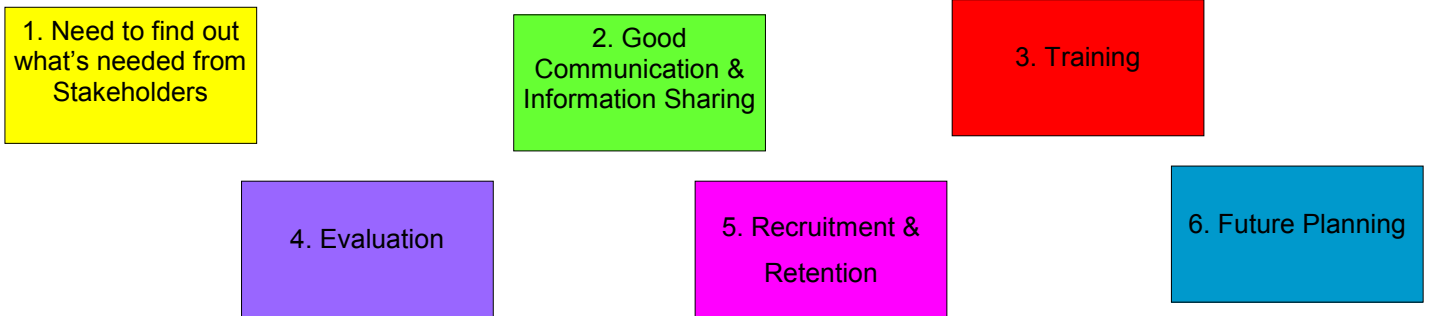 1. Need to find out
what's needed from
Stakeholders
2. Good
Communication &
Information Sharing
3. Training
4. Evaluation
5. Recruitment &
Retention
6. Future Planning